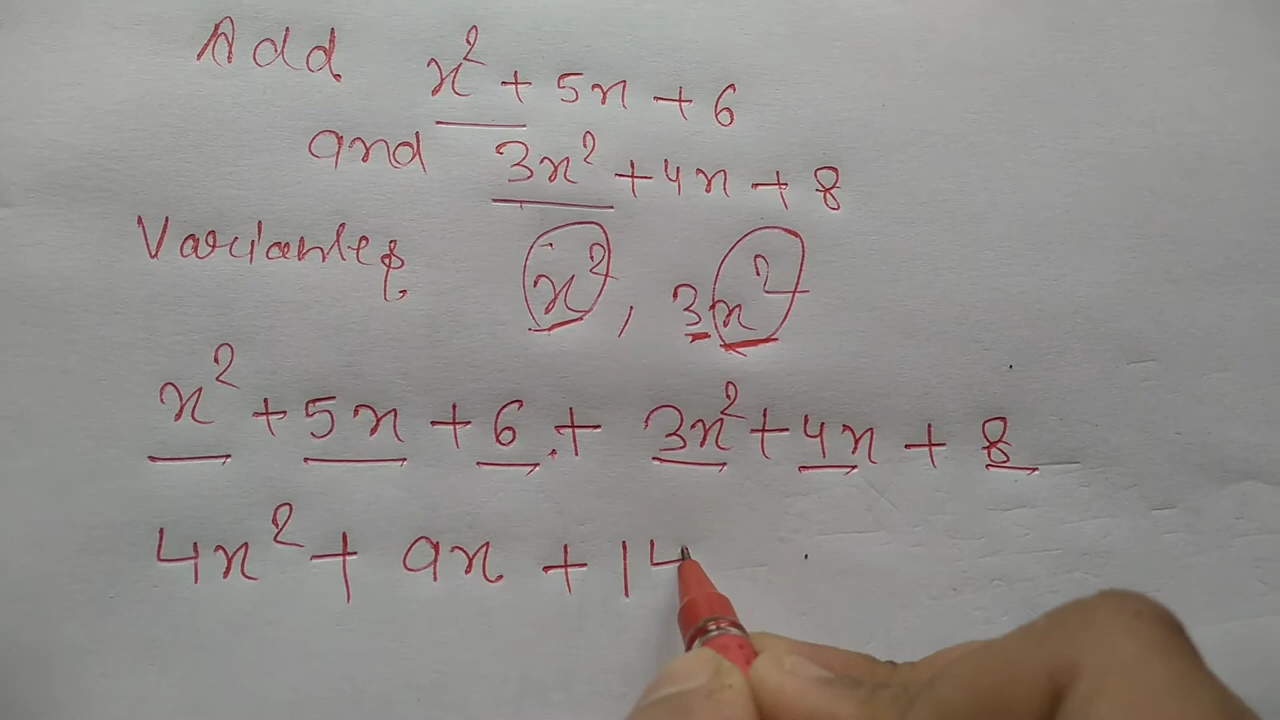 Add x² + 5x + 6
and 3x² + 4x + 8
x² , 3x²
x² + 5x + 6 + 3x² + 4x + 8
4x² + 9x + 14